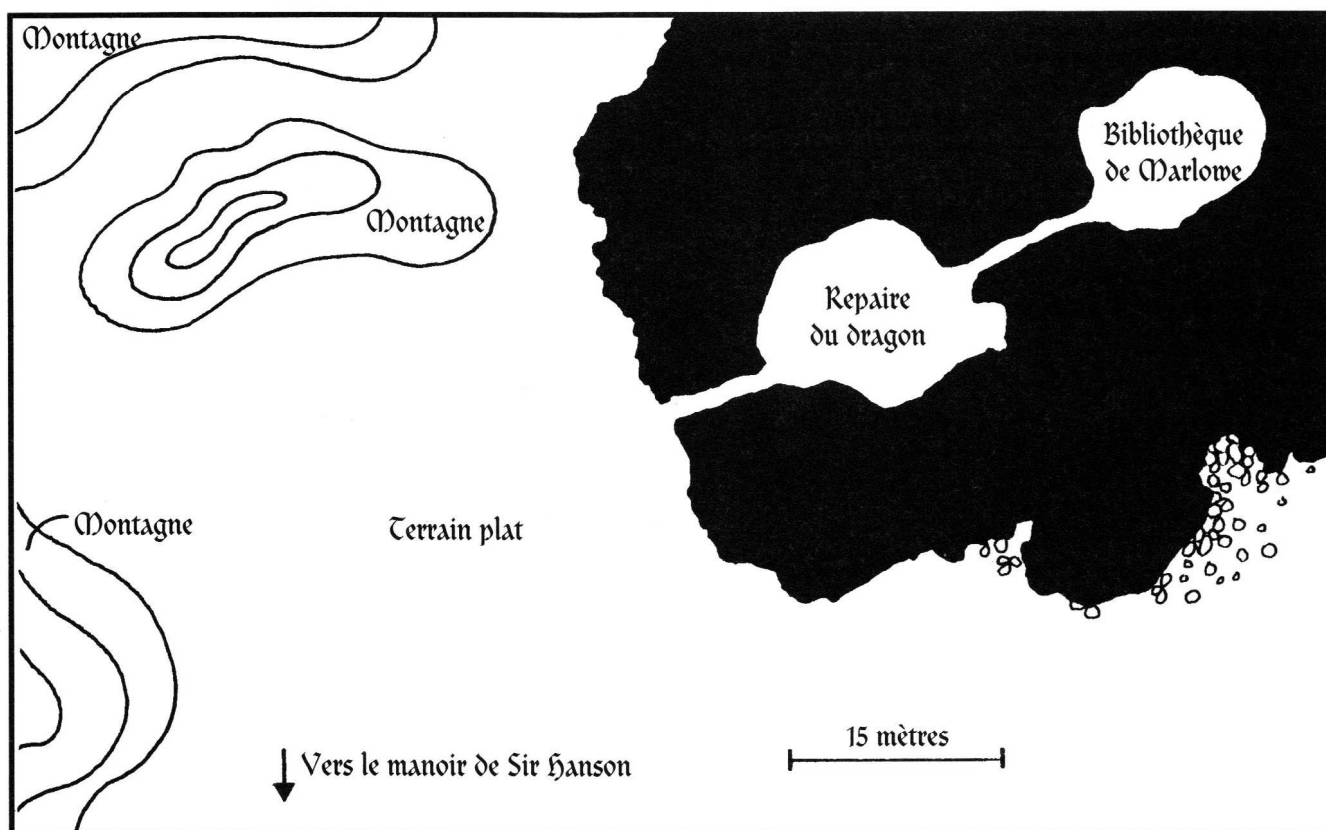 Montagne
Bibliothèque
de Marlowe
Montagne
Repaire
du dragon
Montagne
Terrain plat
15 mètres
Vers le manoir de Sir Hanson